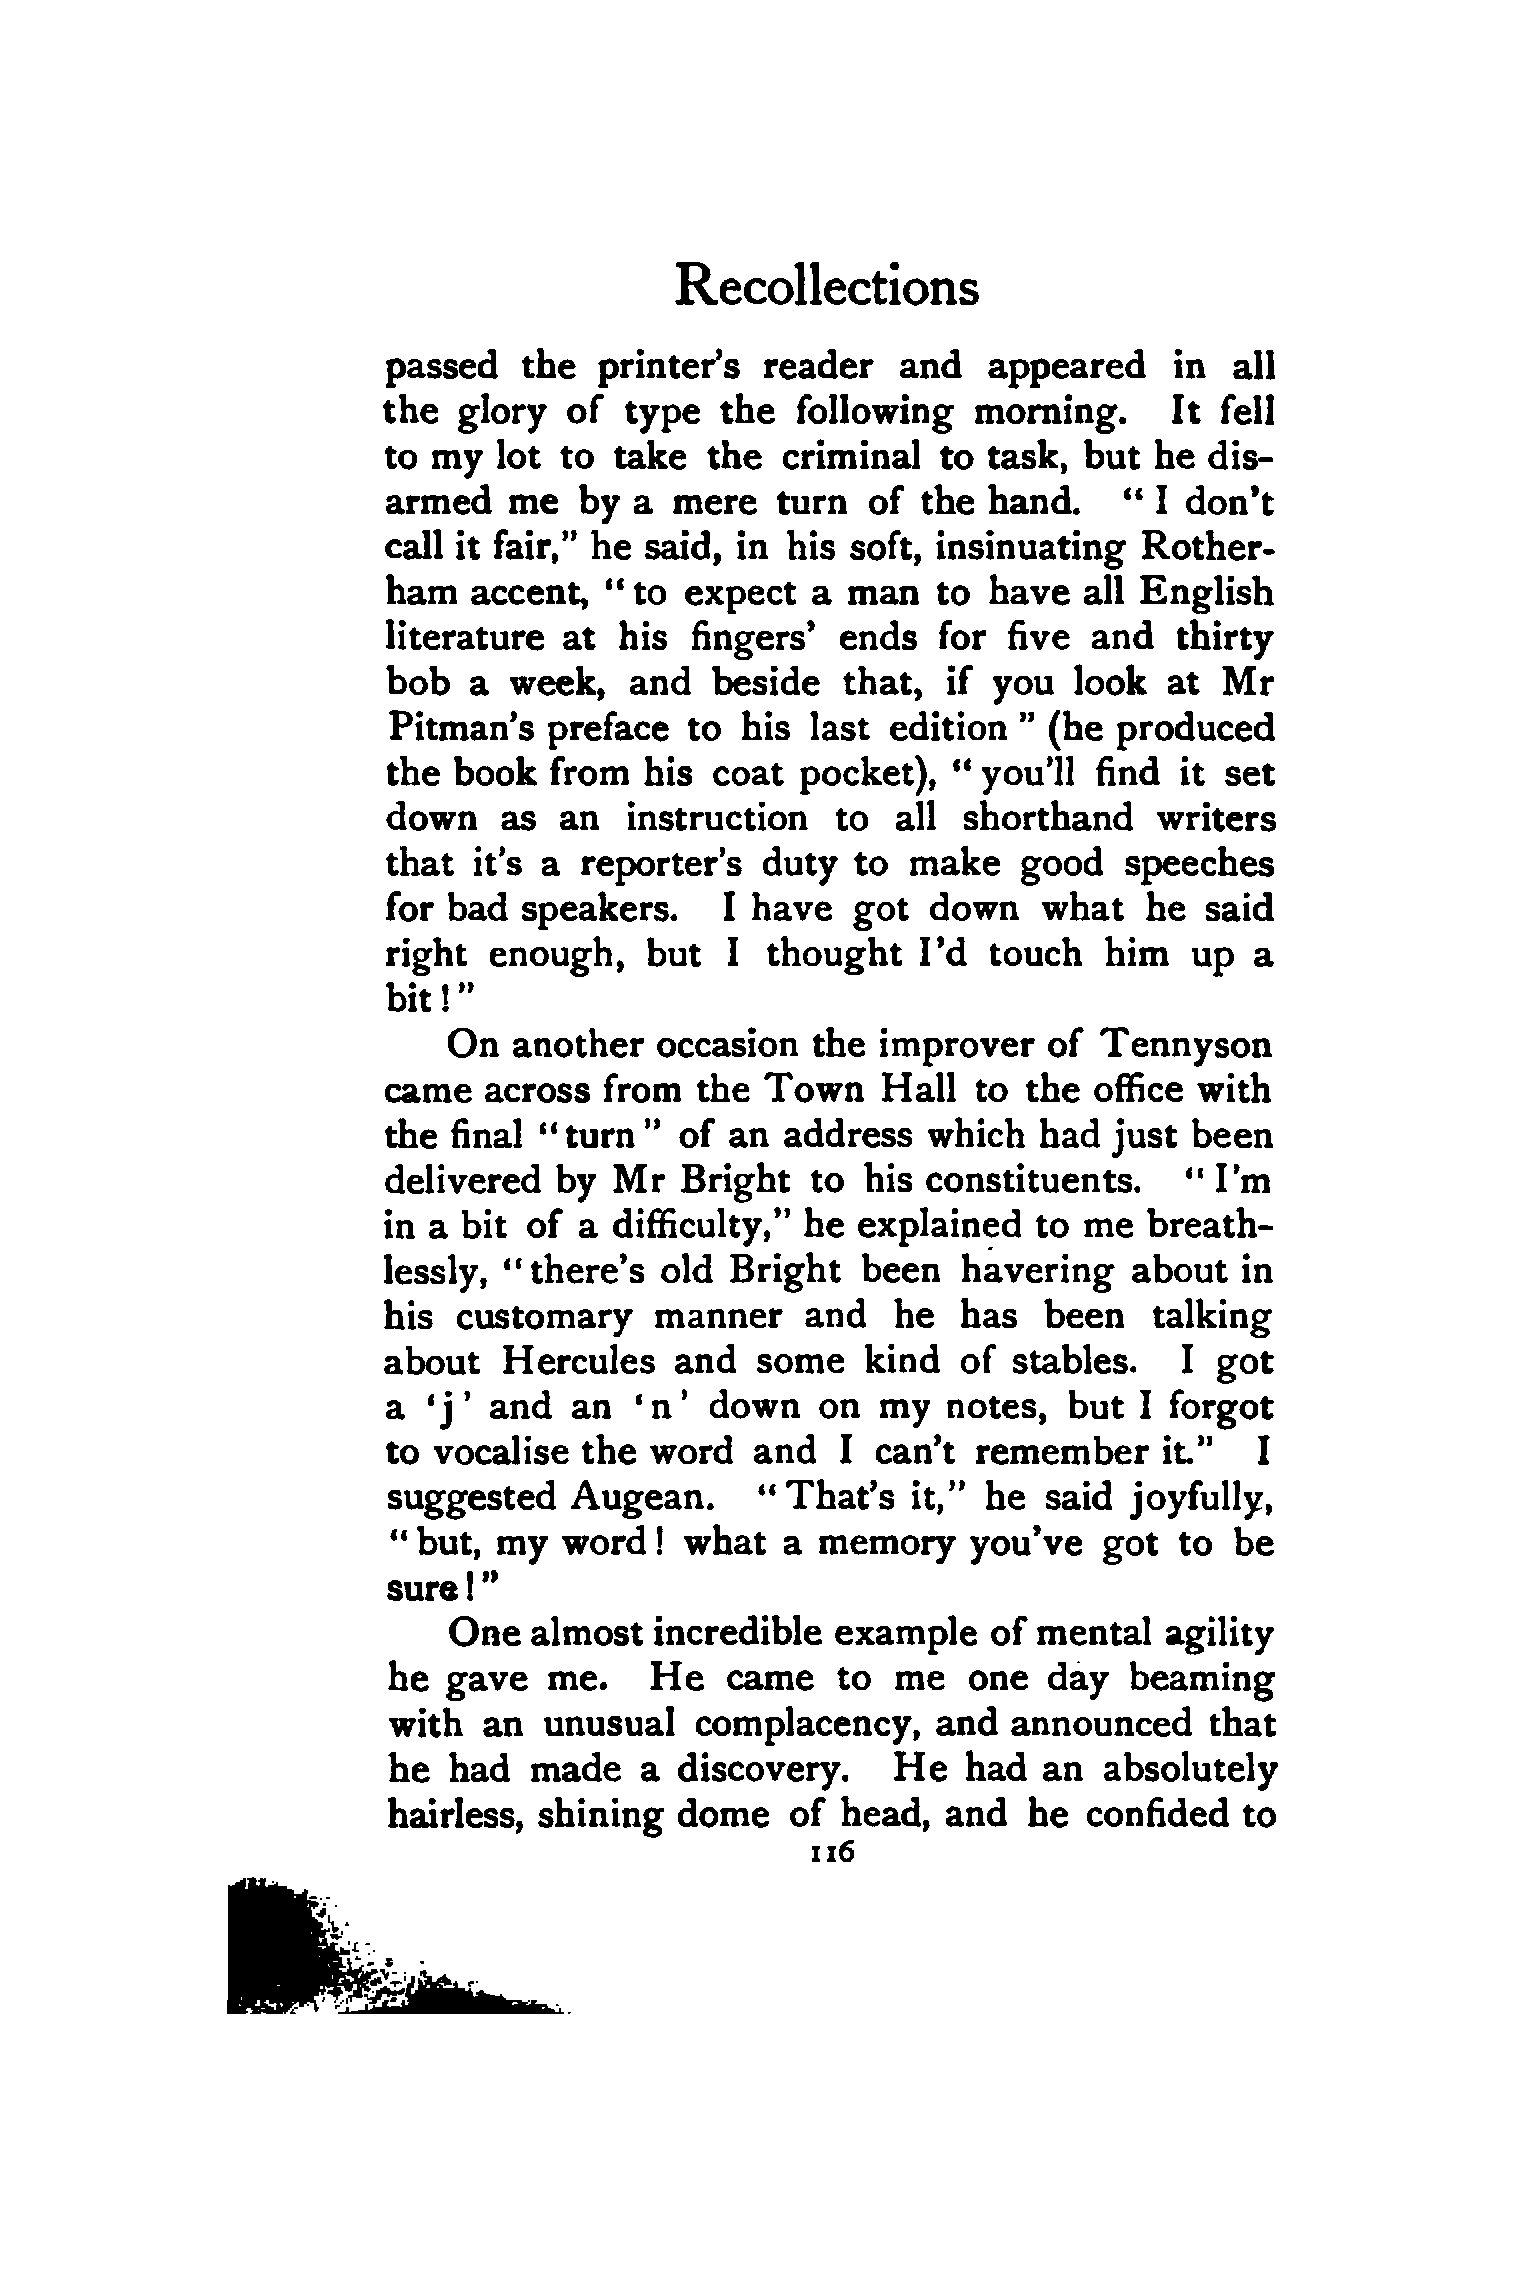 Recollections
passed the printer's reader and appeared in all
the glory of type the following morning. It fell
to my lot to take the criminal to task, but he dis-
armed me by a mere turn of the hand. "I don't
call it fair," he said, in his soft, insinuating Rother-
ham accent, "to expect a man to have all English
literature at his fingers' ends for five and thirty
bob a week, and beside that, if you look at Mr
Pitman's preface to his last edition" (he produced
the book from his coat pocket), "you'll find it set
down as an instruction to all shorthand writers
that it's a reporter's duty to make good speeches
for bad speakers. I have got down what he said
right enough, but I thought I'd touch him up a
bit!"
On another occasion the improver of Tennyson
came across from the Town Hall to the office with
the final "turn" of an address which had just been
delivered by Mr Bright to his constituents. "I'm
in a bit of a difficulty," he explained to me breath-
lessly, "there's old Bright been havering about in
his customary manner and he has been talking
about Hercules and some kind of stables. I got
a 'j' and an 'n' down on my notes, but I forgot
to vocalise the word and I can't remember it." I
suggested Augean. "That's it," he said joyfully,
"but, my word! what a memory you've got to be
sure!"
One almost incredible example of mental agility
he gave me. He came to me one day beaming
with an unusual complacency, and announced that
he had made a discovery. He had an absolutely
hairless, shining dome of head, and he confided to
116